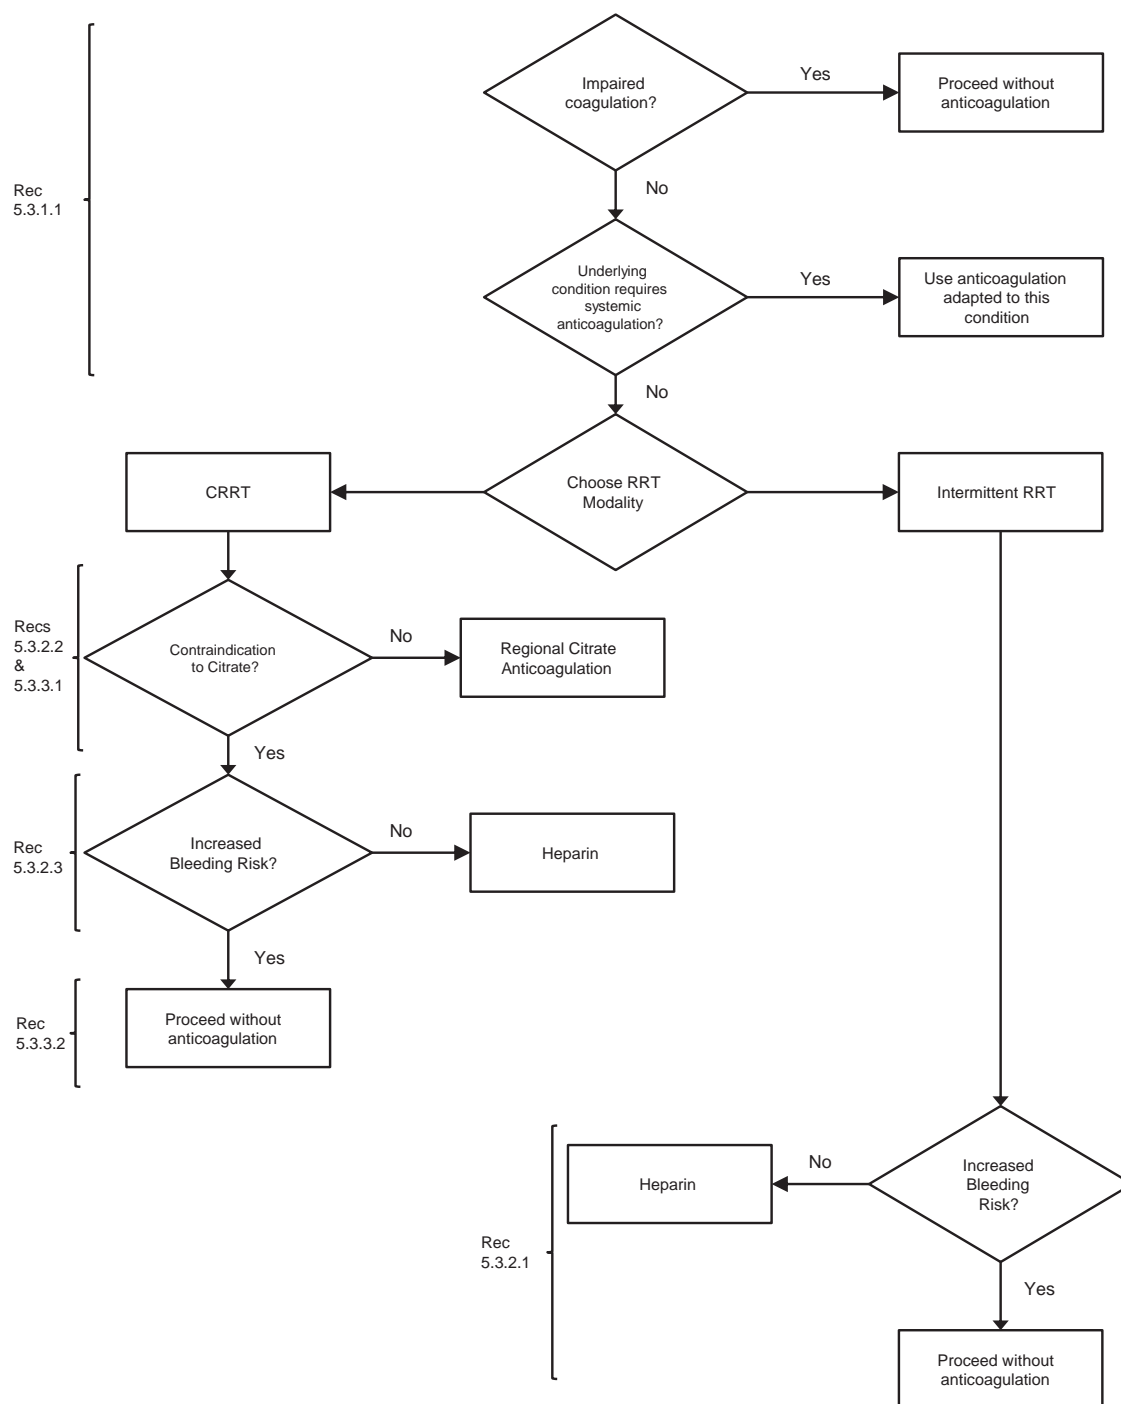 Impaired
coagulation?
Yes
Proceed without
anticoagulation
No
Rec
5.3.1.1
Underlying
condition requires
systemic
anticoagulation?
Yes
Use anticoagulation
adapted to this
condition
No
CRRT
Choose RRT
Modality
Intermittent RRT
Recs
5.3.2.2
&
5.3.3.1
Contraindication
to Citrate?
No
Regional Citrate
Anticoagulation
Yes
Rec
5.3.2.3
Increased
Bleeding Risk?
No
Heparin
Yes
Rec
5.3.3.2
Proceed without
anticoagulation
Rec
5.3.2.1
Heparin
No
Increased
Bleeding
Risk?
Yes
Proceed without
anticoagulation